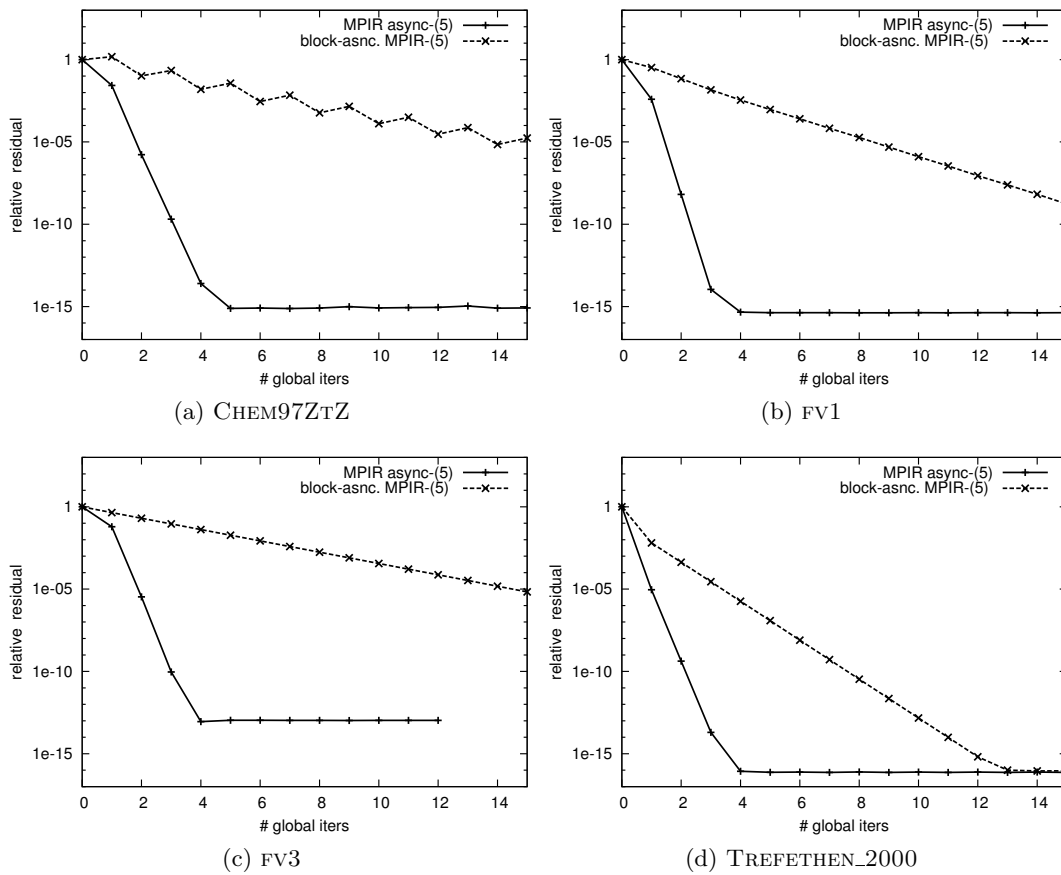 MPIR async-(5)
block-asnc. MPIR-(5)
1
1e-05
1e-10
1e-15
relative residual
0 2 4 6 8 10 12 14
# global iters
(a) CHEM97ZTZ
MPIR async-(5)
block-asnc. MPIR-(5)
1
1e-05
1e-10
1e-15
relative residual
0 2 4 6 8 10 12 14
# global iters
(b) FV1
MPIR async-(5)
block-asnc. MPIR-(5)
1
1e-05
1e-10
1e-15
relative residual
0 2 4 6 8 10 12 14
# global iters
(c) FV3
MPIR async-(5)
block-asnc. MPIR-(5)
1
1e-05
1e-10
1e-15
relative residual
0 2 4 6 8 10 12 14
# global iters
(d) TREFETHEN_2000